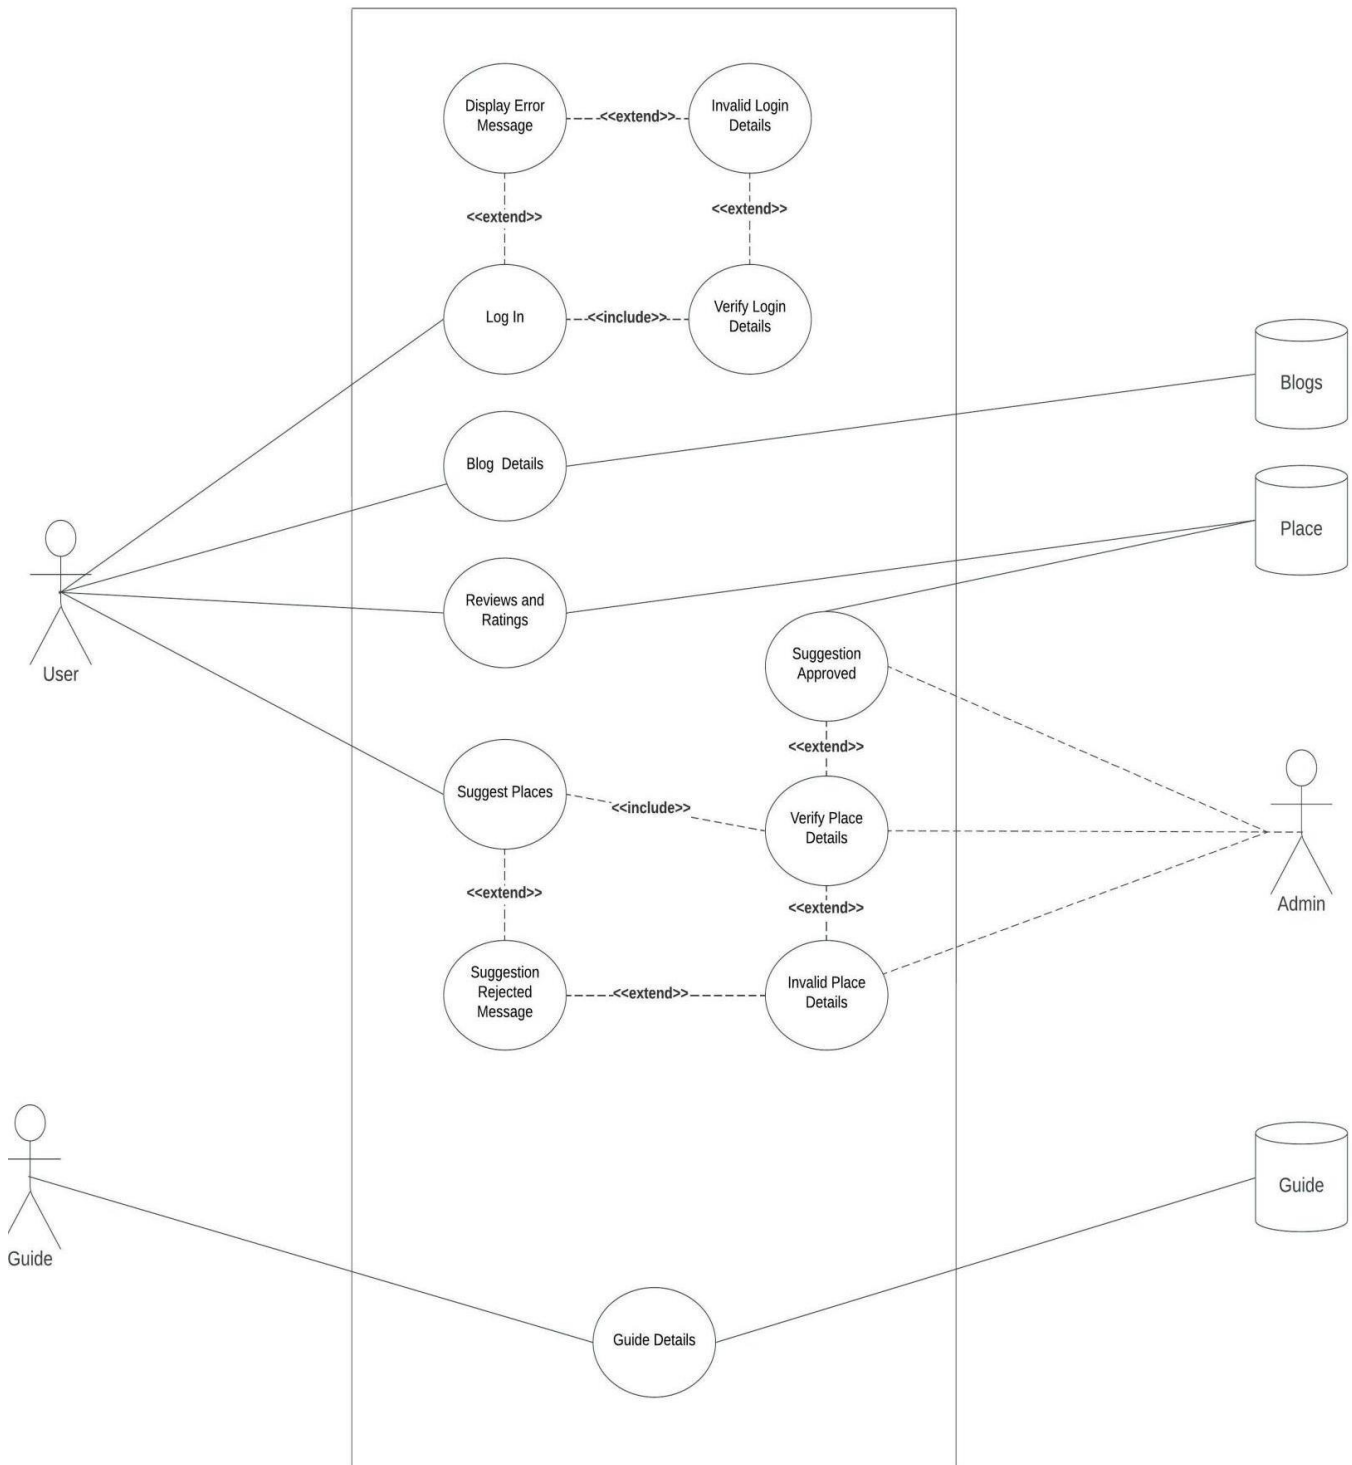 Display Error
Message
<<extend>>
Invalid Login
Details
<<extend>>
<<extend>>
Log In
<<include>>
Verify Login
Details
Blogs
Blog  Details
Place
Reviews and
Ratings
User
Suggestion
Approved
<<extend>>
Suggest Places
<<include>>
Verify Place
Details
<<extend>>
<<extend>>
Admin
Suggestion
Rejected
Message
<<extend>>
Invalid Place
Details
Guide
Guide
Guide Details